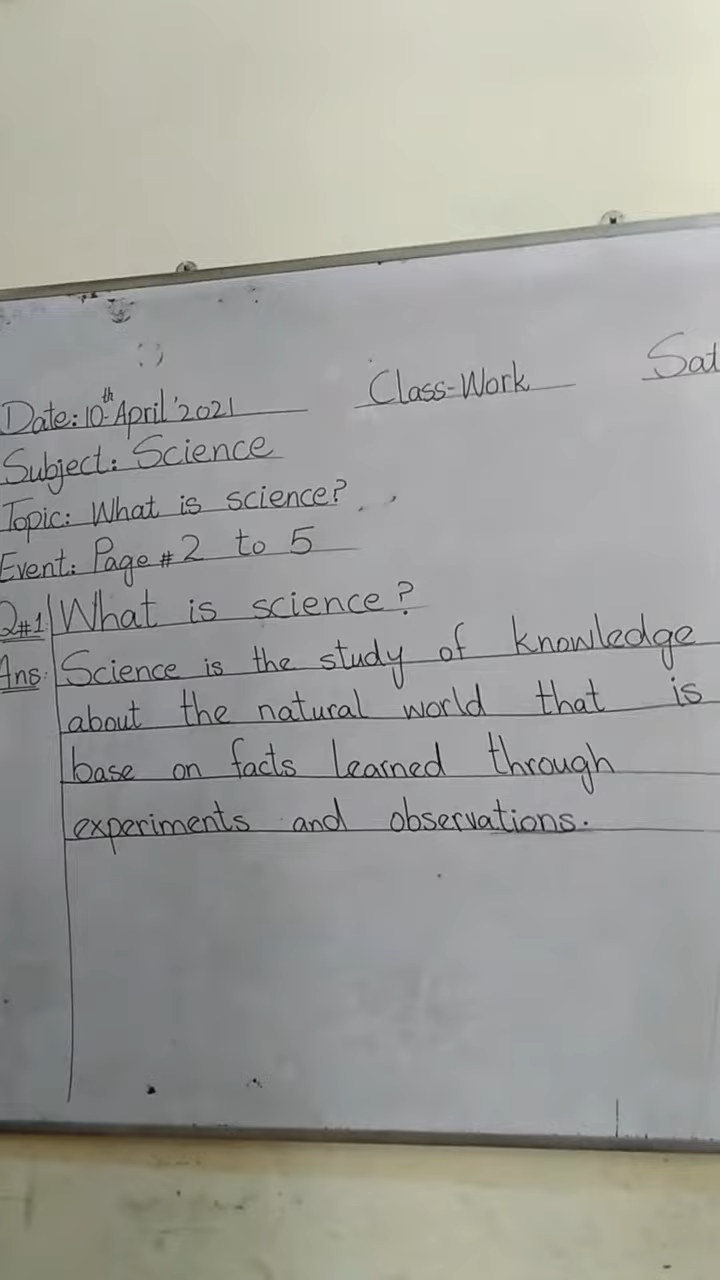 Date: 10th April'2021 Class-Work Sat
Subject: Science
Topic: What is science?
Event: Page # 2 to 5
Q#1 What is science?
Ans: Science is the study of knowledge
about the natural world that is
base on facts learned through
experiments and observations.